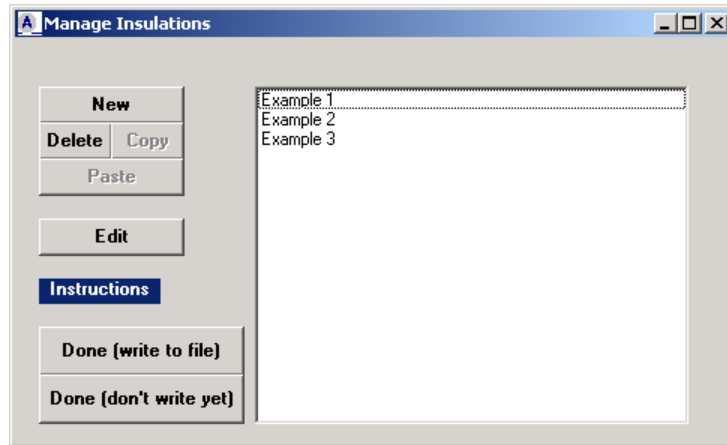 A Manage Insulations
New
Delete Copy
Paste
Edit
Instructions
Done (write to file)
Done (don't write yet)
Example 1
Example 2
Example 3